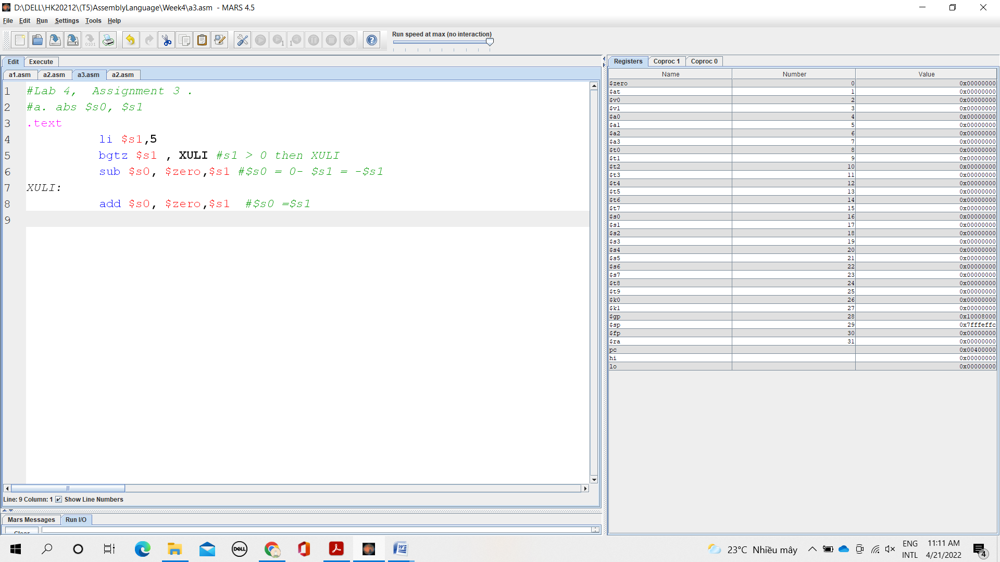 D:\DELL\HK20212\(T5)AssemblyLanguage\Week4\a3.asm - MARS 4.5
File Edit Run Settings Tools Help
Run speed at max (no interaction)
Edit Execute
a1.asm a2.asm a3.asm a2.asm
1 #Lab 4, Assignment 3 .
2 #a. abs $s0, $s1
3 .text
4 li $s1,5
5 bgtz $s1 , XULI #s1 > 0 then XULI
6 sub $s0, $zero,$s1 #$s0 = 0- $s1 = -$s1
7 XULI:
8 add $s0, $zero,$s1 #$s0 =$s1
9
Line: 9 Column: 1 Show Line Numbers
Mars Messages Run I/O
Clear
Registers Coproc 1 Coproc 0
Name Number Value
$zero 0 0x00000000
$at 1 0x00000000
$v0 2 0x00000000
$v1 3 0x00000000
$a0 4 0x00000000
$a1 5 0x00000000
$a2 6 0x00000000
$a3 7 0x00000000
$t0 8 0x00000000
$t1 9 0x00000000
$t2 10 0x00000000
$t3 11 0x00000000
$t4 12 0x00000000
$t5 13 0x00000000
$t6 14 0x00000000
$t7 15 0x00000000
$s0 16 0x00000000
$s1 17 0x00000000
$s2 18 0x00000000
$s3 19 0x00000000
$s4 20 0x00000000
$s5 21 0x00000000
$s6 22 0x00000000
$s7 23 0x00000000
$t8 24 0x00000000
$t9 25 0x00000000
$k0 26 0x00000000
$k1 27 0x00000000
$gp 28 0x10008000
$sp 29 0x7fffeffc
$fp 30 0x00000000
$ra 31 0x00000000
pc 0x00400000
hi 0x00000000
lo 0x00000000
DELL
23°C Nhiều mây
ENG
INTL
11:11 AM
4/21/2022
4